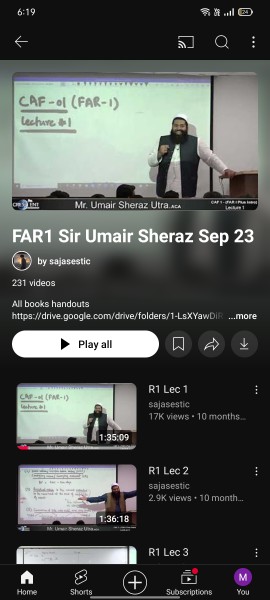 6:19
24
CAF-01 (FAR-1)
Lecture #1
Mr. Umair Sheraz Utra, ACA
CAF 1 - (FAR 1 Plus Intro)
Lecture 1
FAR1 Sir Umair Sheraz Sep 23
by sajasestic
231 videos
All books handouts
https://drive.google.com/drive/folders/1-LsXYawDiR ...more
Play all
CAF-01 (FAR-1)
Lecture #1
1:35:09
R1 Lec 1
sajasestic
17K views • 10 months...
1:36:18
R1 Lec 2
sajasestic
2.9K views • 10 month...
R1 Lec 3
Home
Shorts
Subscriptions
M
You